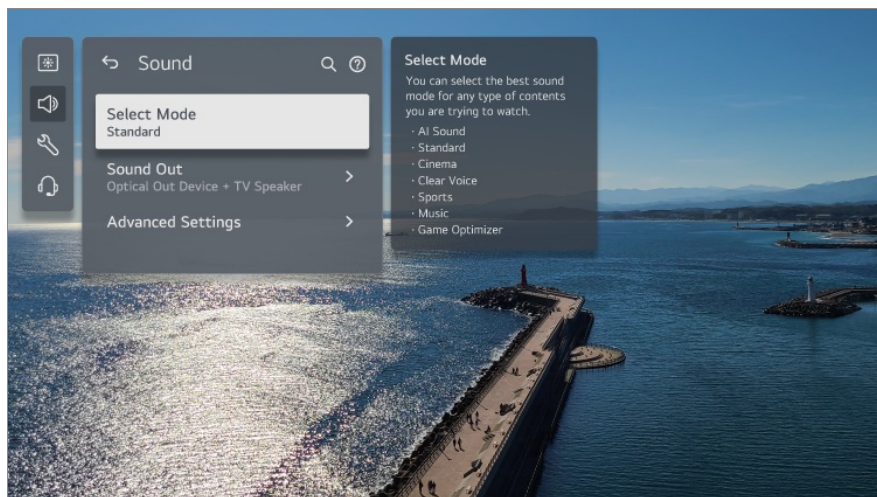 Sound
Select Mode
Standard
Sound Out
Optical Out Device + TV Speaker
Advanced Settings
Select Mode
You can select the best sound
mode for any type of contents
you are trying to watch.
· AI Sound
· Standard
· Cinema
· Clear Voice
· Sports
· Music
· Game Optimizer